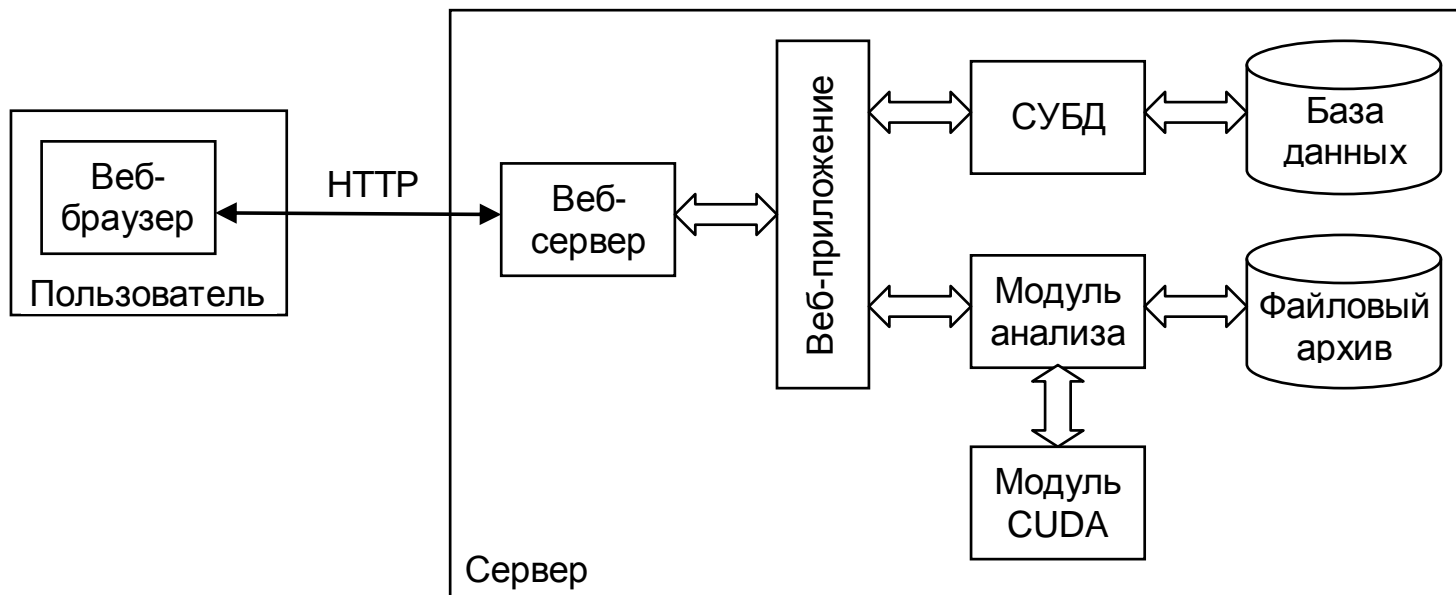 Веб-
браузер
Пользователь
HTTP
Веб-
сервер
Веб-приложение
СУБД
База
данных
Модуль
анализа
Файловый
архив
Модуль
CUDA
Сервер